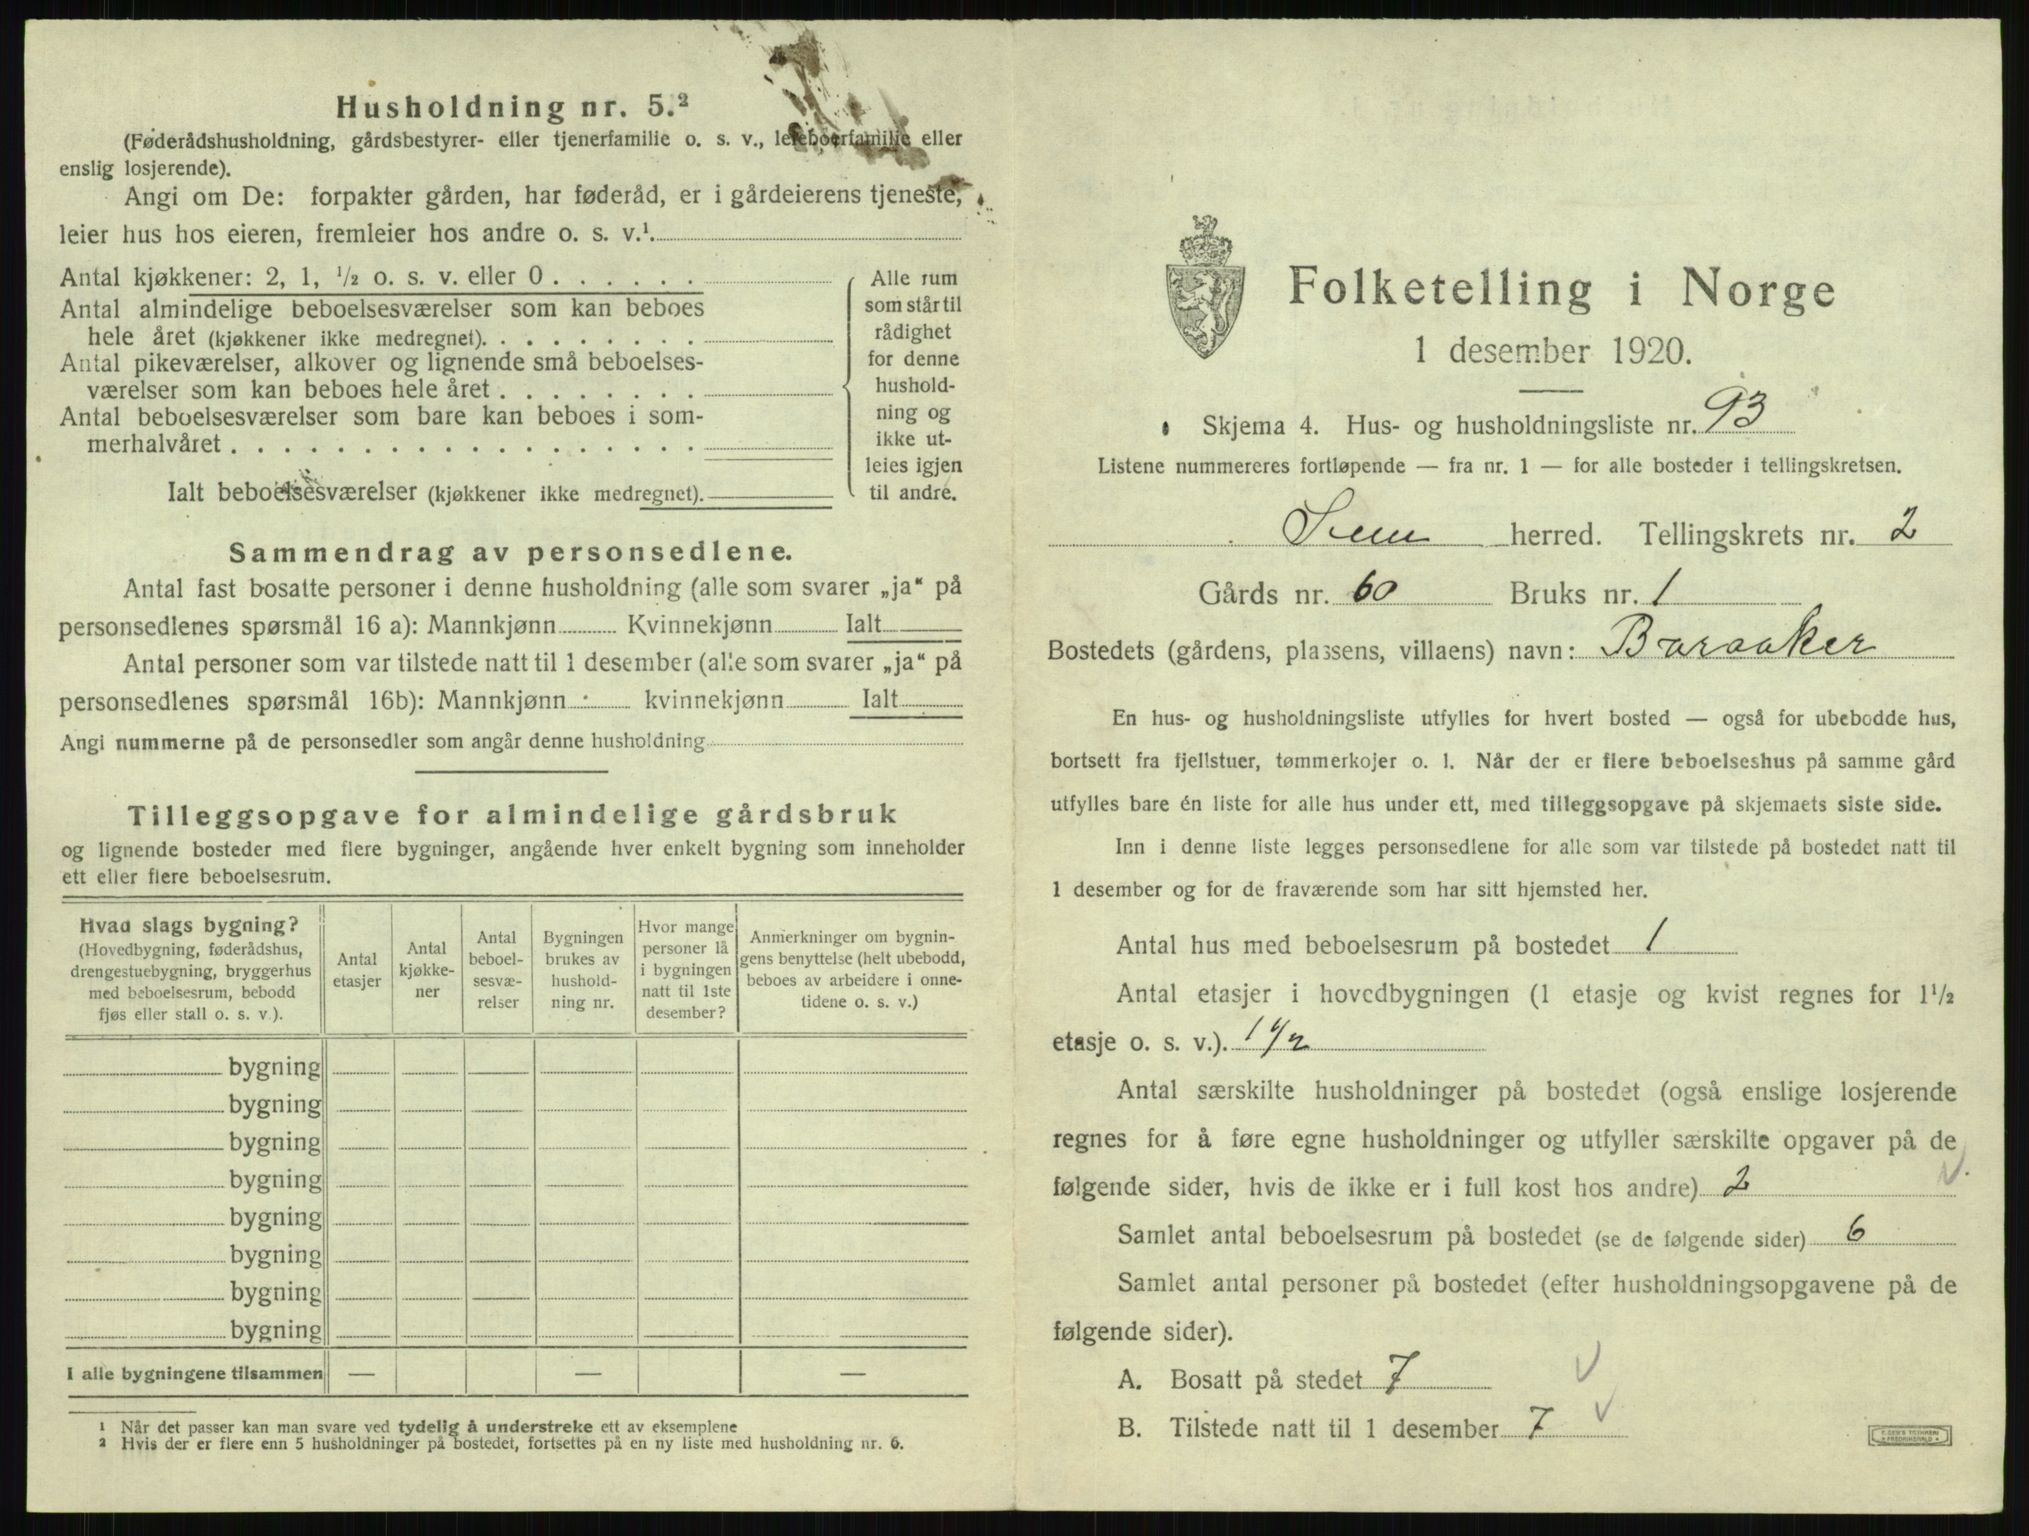 Husholdning nr. 5.²
(Føderådshusholdning, gårdsbestyrer- eller tjenerfamilie o. s. v., leieboerfamilie eller
enslig losjerende).
Angi om De: forpakter gården, har føderåd, er i gårdeierens tjeneste,
leier hus hos eieren, fremleier hos andre o. s. v.¹.
Antal kjøkkener: 2, 1, ½ o. s. v. eller 0 . . . . . .
Antal almindelige beboelsesværelser som kan beboes
hele året (kjøkkener ikke medregnet). . . . . . . . .
Antal pikeværelser, alkover og lignende små beboelses-
værelser som kan beboes hele året . . . . . . . .
Antal beboelsesværelser som bare kan beboes i som-
merhalvåret . . . . . . . . . . . . . . . . . .
Ialt beboelsesværelser (kjøkkener ikke medregnet).
Alle rum
som står til
rådighet
for denne
hushold-
ning og
ikke ut-
leies igjen
til andre.
Sammendrag av personsedlene.
Antal fast bosatte personer i denne husholdning (alle som svarer „ja“ på
personsedlenes spørsmål 16 a): Mannkjønn Kvinnekjønn Ialt
Antal personer som var tilstede natt til 1 desember (alle som svarer „ja“ på
personsedlenes spørsmål 16b): Mannkjønn kvinnekjønn Ialt
Angi nummerne på de personsedler som angår denne husholdning
Tilleggsopgave for almindelige gårdsbruk
og lignende bosteder med flere bygninger, angående hver enkelt bygning som inneholder
ett eller flere beboelsesrum.
Hvad slags bygning?
(Hovedbygning, føderådshus,
drengestuebygning, bryggerhus
med beboelsesrum, bebodd
fjøs eller stall o. s. v.).
Antal
etasjer
Antal
kjøkke-
ner
Antal
beboel-
sesvæ-
relser
Bygningen
brukes av
hushold-
ning nr.
Hvor mange
personer lå
i bygningen
natt til 1ste
desember?
Anmerkninger om bygnin-
gens benyttelse (helt ubebodd,
beboes av arbeidere i onne-
tidene o. s. v.)
bygning
bygning
bygning
bygning
bygning
bygning
bygning
bygning
I alle bygningene tilsammen — — —
¹ Når det passer kan man svare ved tydelig å understreke ett av eksemplene
² Hvis der er flere enn 5 husholdninger på bostedet, fortsettes på en ny liste med husholdning nr. 6.
Folketelling i Norge
1 desember 1920.
Skjema 4. Hus- og husholdningsliste nr. 93
Listene nummereres fortløpende — fra nr. 1 — for alle bosteder i tellingskretsen.
Sem herred. Tellingskrets nr. 2
Gårds nr. 60 Bruks nr. 1
Bostedets (gårdens, plassens, villaens) navn: Baraaker
En hus- og husholdningsliste utfylles for hvert bosted — også for ubebodde hus,
bortsett fra fjellstuer, tømmerkojer o. l. Når der er flere beboelseshus på samme gård
utfylles bare én liste for alle hus under ett, med tilleggsopgave på skjemaets siste side.
Inn i denne liste legges personsedlene for alle som var tilstede på bostedet natt til
1 desember og for de fraværende som har sitt hjemsted her.
Antal hus med beboelsesrum på bostedet 1
Antal etasjer i hovedbygningen (1 etasje og kvist regnes for 1½
etasje o. s. v.). 1 ½
Antal særskilte husholdninger på bostedet (også enslige losjerende
regnes for å føre egne husholdninger og utfyller særskilte opgaver på de
følgende sider, hvis de ikke er i full kost hos andre) 2
Samlet antal beboelsesrum på bostedet (se de følgende sider) 6
Samlet antal personer på bostedet (efter husholdningsopgavene på de
følgende sider).
A. Bosatt på stedet 7
B. Tilstede natt til 1 desember 7